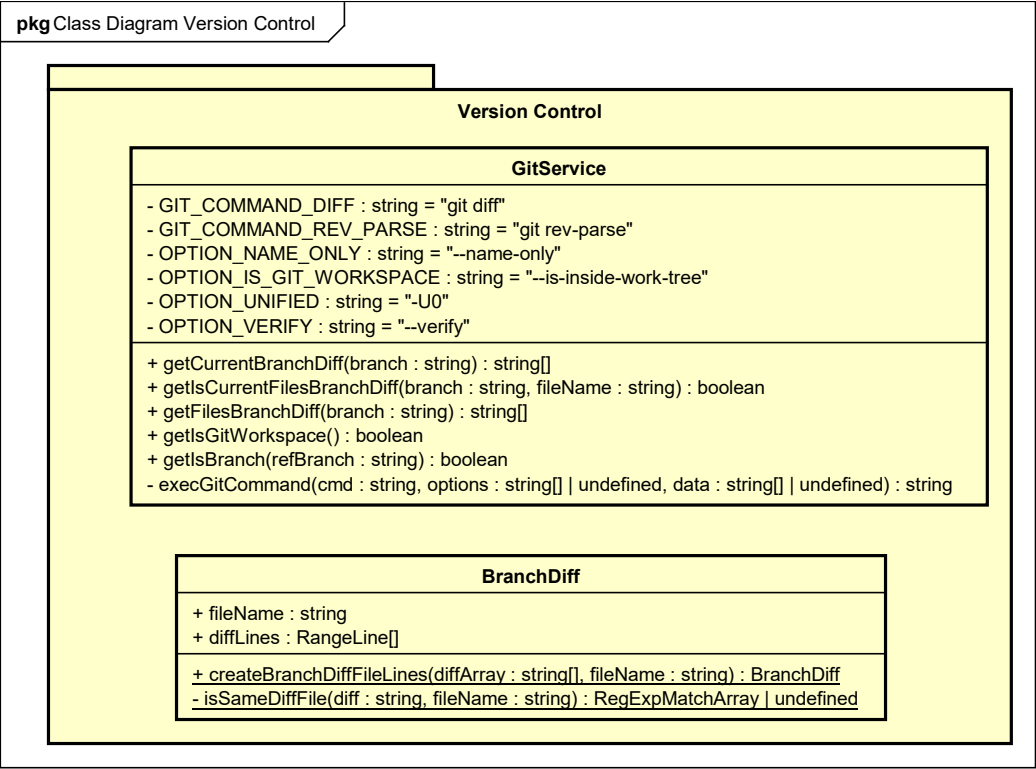 pkg Class Diagram Version Control
Version Control
GitService
- GIT_COMMAND_DIFF : string = "git diff"
- GIT_COMMAND_REV_PARSE : string = "git rev-parse"
- OPTION_NAME_ONLY : string = "--name-only"
- OPTION_IS_GIT_WORKSPACE : string = "--is-inside-work-tree"
- OPTION_UNIFIED : string = "-U0"
- OPTION_VERIFY : string = "--verify"
+ getCurrentBranchDiff(branch : string) : string[]
+ getIsCurrentFilesBranchDiff(branch : string, fileName : string) : boolean
+ getFilesBranchDiff(branch : string) : string[]
+ getIsGitWorkspace() : boolean
+ getIsBranch(refBranch : string) : boolean
- execGitCommand(cmd : string, options : string[] | undefined, data : string[] | undefined) : string
BranchDiff
+ fileName : string
+ diffLines : RangeLine[]
+ createBranchDiffFileLines(diffArray : string[], fileName : string) : BranchDiff
- isSameDiffFile(diff : string, fileName : string) : RegExpMatchArray | undefined